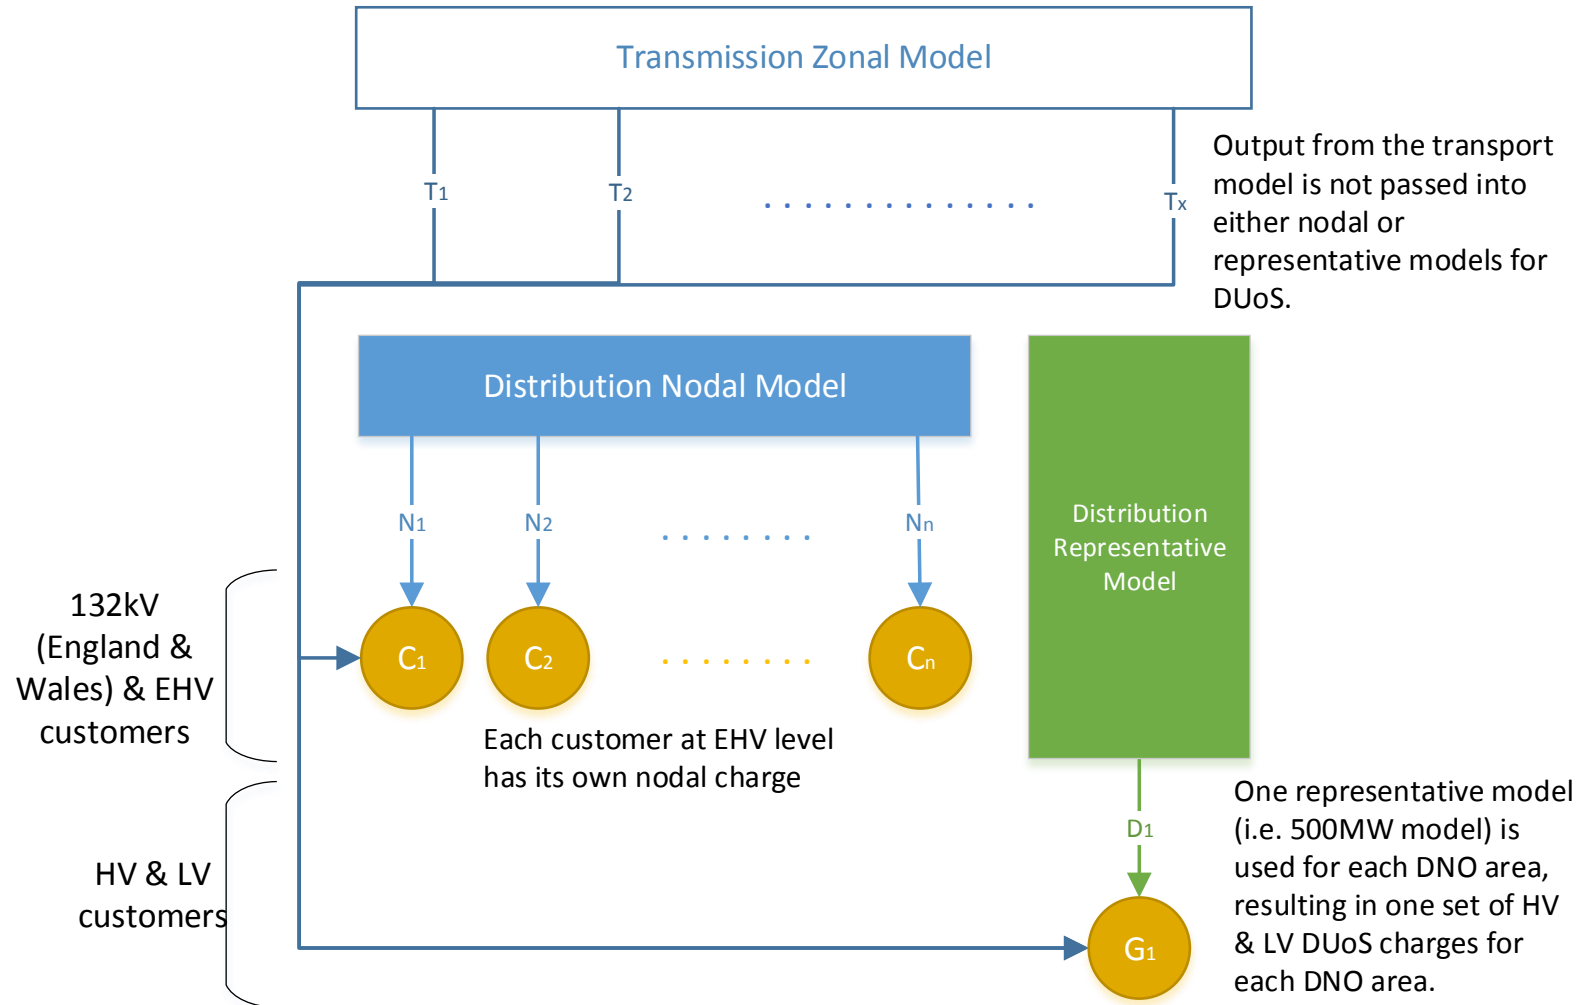 Transmission Zonal Model
T1
T2
Tx
Output from the transport
model is not passed into
either nodal or
representative models for
DUoS.
Distribution Nodal Model
N1
N2
Nn
Distribution
Representative
Model
132kV
(England &
Wales) & EHV
customers
C1
C2
Cn
Each customer at EHV level
has its own nodal charge
D1
HV & LV
customers
G1
One representative model
(i.e. 500MW model) is
used for each DNO area,
resulting in one set of HV
& LV DUoS charges for
each DNO area.